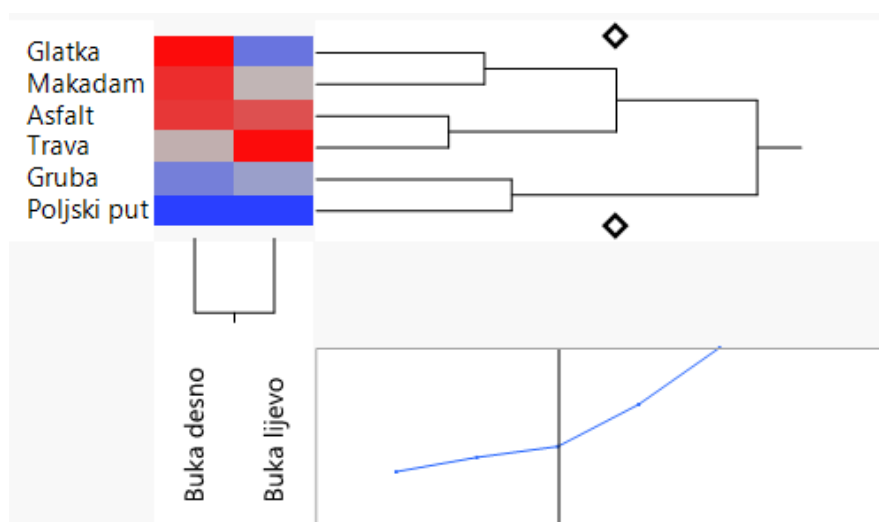 Glatka
Makadam
Asfalt
Trava
Gruba
Poljski put
Buka desno
Buka lijevo